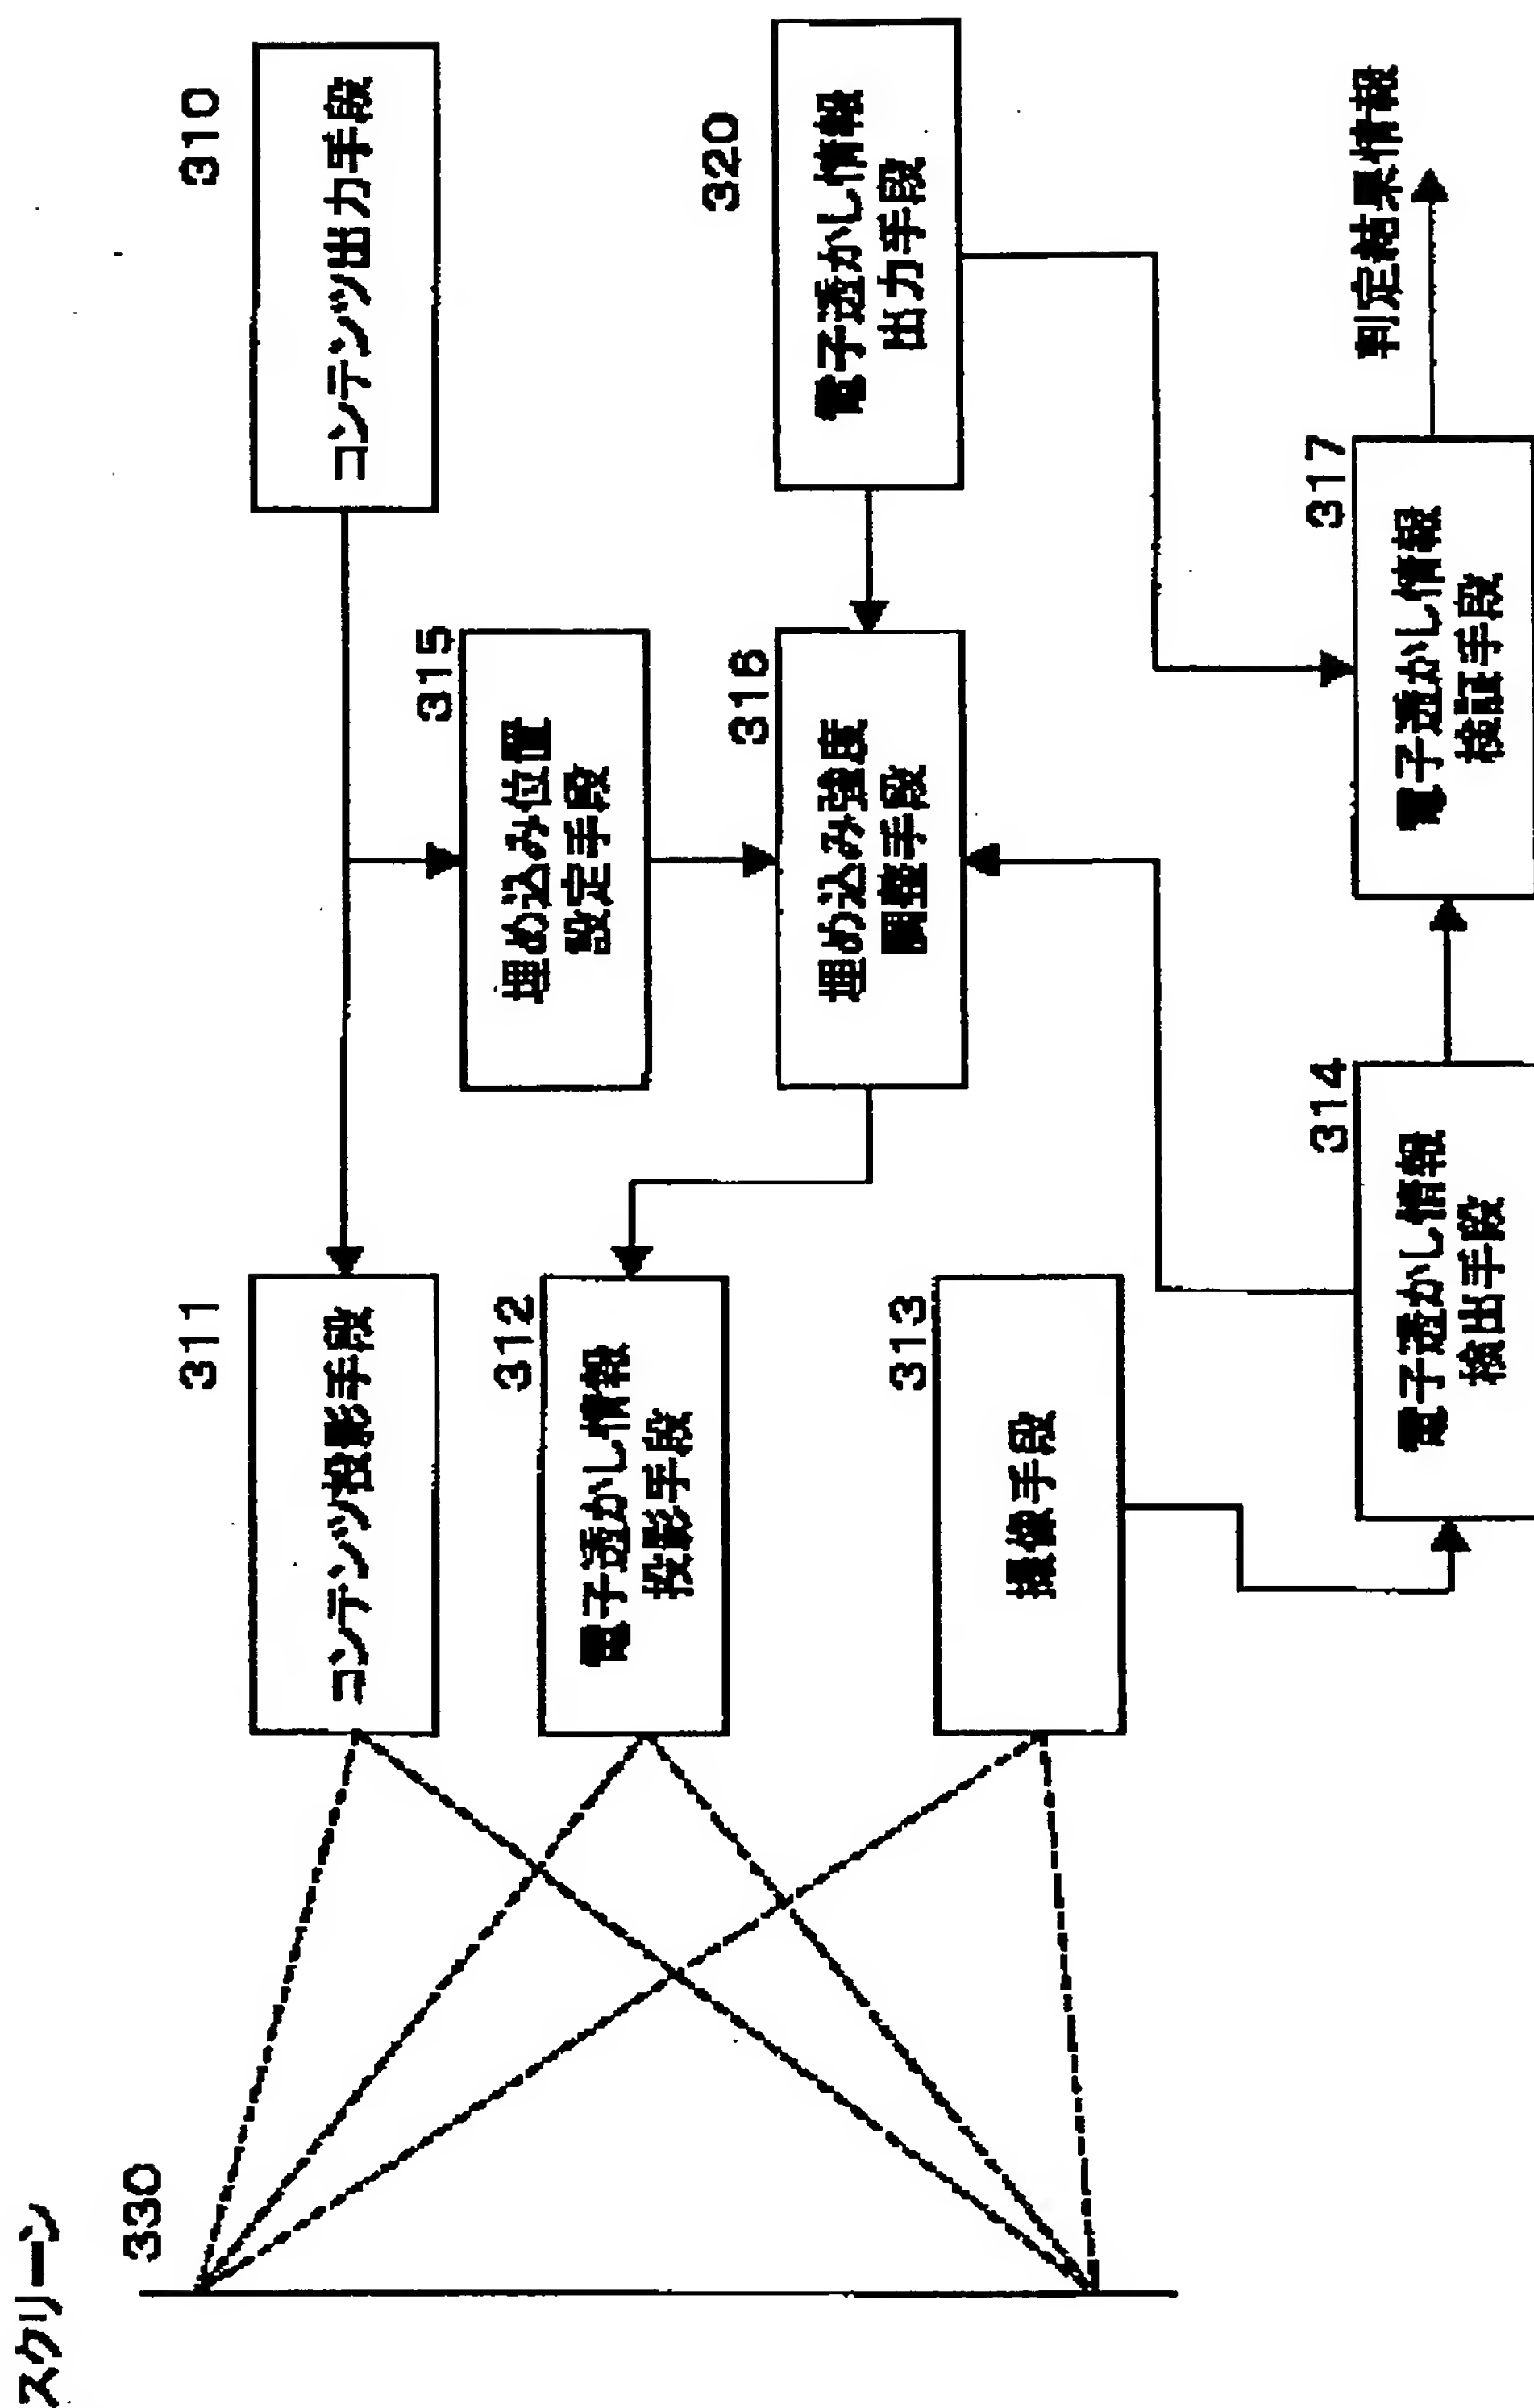 スクリーン
330
311
コンテンツ投影手段
312
電子透かし情報
投影手段
313
撮像手段
310
コンテンツ出力手段
315
埋め込み位置
設定手段
316
埋め込み強度
調整手段
320
電子透かし情報
出力手段
314
電子透かし情報
検出手段
317
電子透かし情報
検証手段
判定結果情報